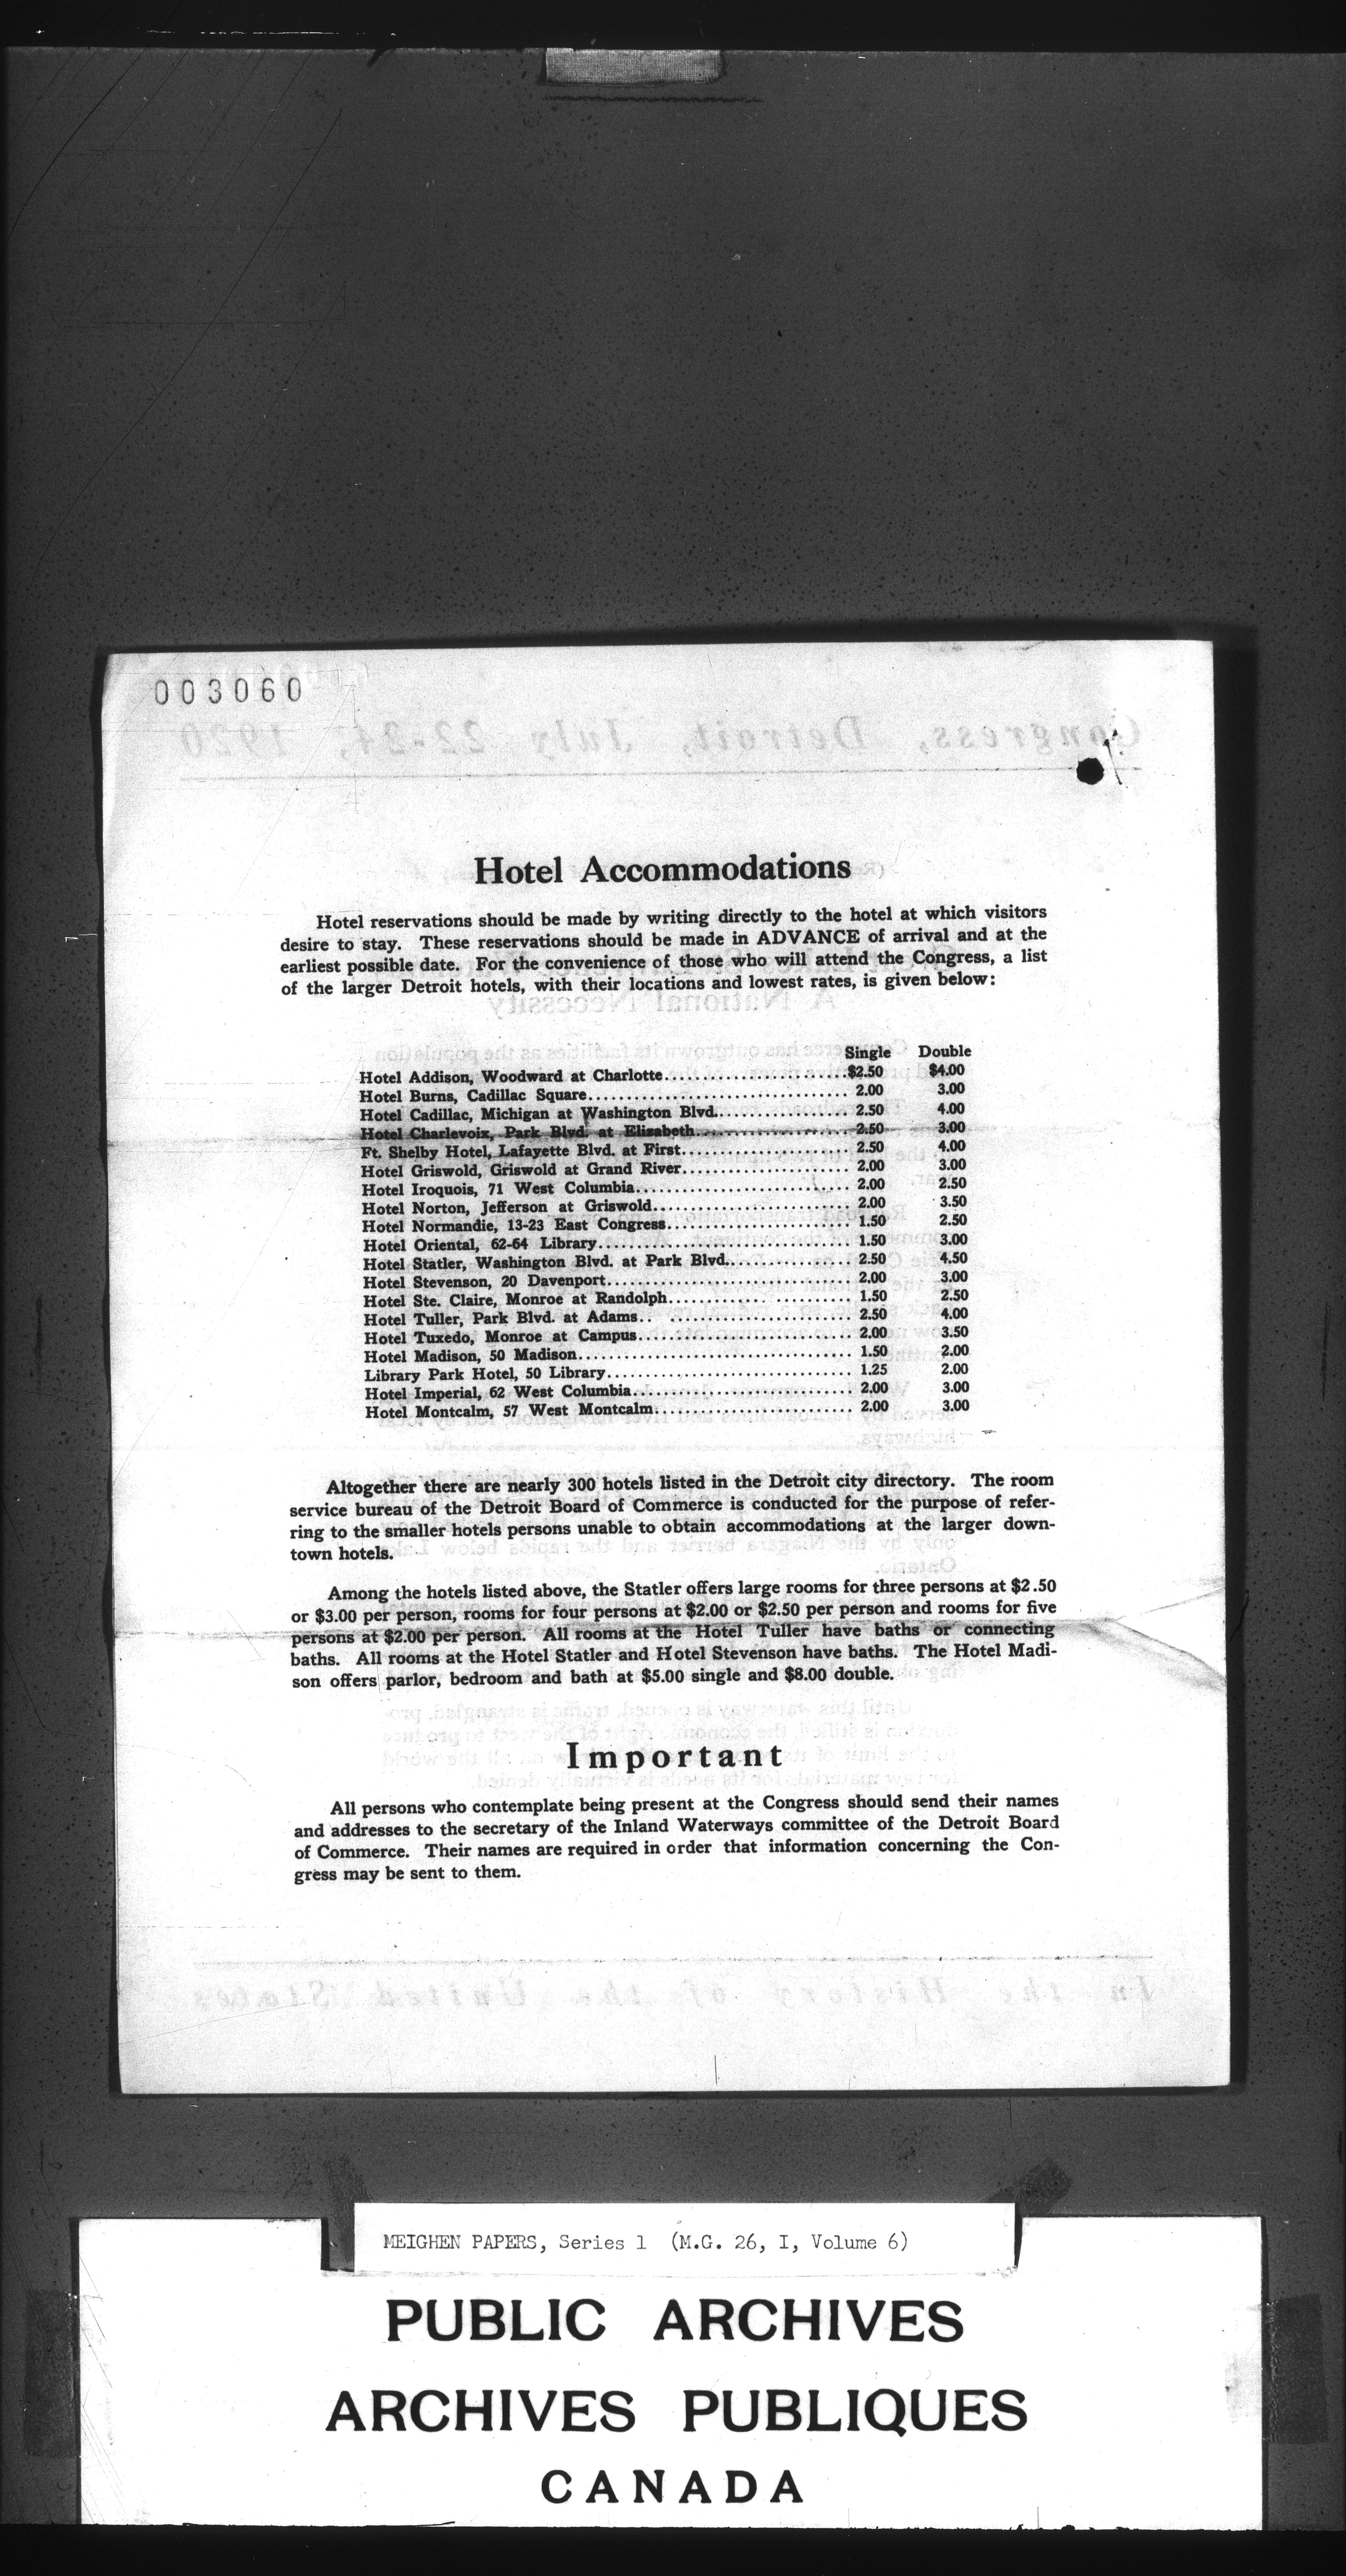 003060
Hotel Accommodations
Hotel reservations should be made by writing directly to the hotel at which visitors
desire to stay. These reservations should be made in ADVANCE of arrival and at the
earliest possible date. For the convenience of those who will attend the Congress, a list
of the larger Detroit hotels, with their locations and lowest rates, is given below:
Single Double
Hotel Addison, Woodward at Charlotte........................$2.50 $4.00
Hotel Burns, Cadillac Square................................. 2.00 3.00
Hotel Cadillac, Michigan at Washington Blvd................. 2.50 4.00
Hotel Charlevoix, Park Blvd. at Elizabeth.................... 2.50 3.00
Ft. Shelby Hotel, Lafayette Blvd. at First..................... 2.50 4.00
Hotel Griswold, Griswold at Grand River..................... 2.00 3.00
Hotel Iroquois, 71 West Columbia........................... 2.00 2.50
Hotel Norton, Jefferson at Griswold......................... 2.00 3.50
Hotel Normandie, 13-23 East Congress....................... 1.50 2.50
Hotel Oriental, 62-64 Library................................ 1.50 3.00
Hotel Statler, Washington Blvd. at Park Blvd................ 2.50 4.50
Hotel Stevenson, 20 Davenport............................... 2.00 3.00
Hotel Ste. Claire, Monroe at Randolph....................... 1.50 2.50
Hotel Tuller, Park Blvd. at Adams.. ....................... 2.50 4.00
Hotel Tuxedo, Monroe at Campus........................... 2.00 3.50
Hotel Madison, 50 Madison.................................. 1.50 2.00
Library Park Hotel, 50 Library............................... 1.25 2.00
Hotel Imperial, 62 West Columbia............................ 2.00 3.00
Hotel Montcalm, 57 West Montcalm......................... 2.00 3.00
Altogether there are nearly 300 hotels listed in the Detroit city directory. The room
service bureau of the Detroit Board of Commerce is conducted for the purpose of refer-
ring to the smaller hotels persons unable to obtain accommodations at the larger down-
town hotels.
Among the hotels listed above, the Statler offers large rooms for three persons at $2.50
or $3.00 per person, rooms for four persons at $2.00 or $2.50 per person and rooms for five
persons at $2.00 per person. All rooms at the Hotel Tuller have baths or connecting
baths. All rooms at the Hotel Statler and Hotel Stevenson have baths. The Hotel Madi-
son offers parlor, bedroom and bath at $5.00 single and $8.00 double.
Important
All persons who contemplate being present at the Congress should send their names
and addresses to the secretary of the Inland Waterways committee of the Detroit Board
of Commerce. Their names are required in order that information concerning the Con-
gress may be sent to them.
MEIGHEN PAPERS, Series 1 (M.G. 26, I, Volume 6)
PUBLIC ARCHIVES
ARCHIVES PUBLIQUES
CANADA